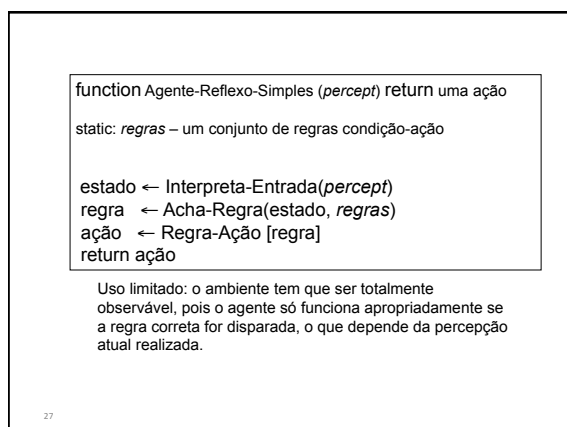 function Agente-Reflexo-Simples (percept) return uma ação
static: regras – um conjunto de regras condição-ação
estado ← Interpreta-Entrada(percept)
regra ← Acha-Regra(estado, regras)
ação ← Regra-Ação [regra]
return ação
Uso limitado: o ambiente tem que ser totalmente
observável, pois o agente só funciona apropriadamente se
a regra correta for disparada, o que depende da percepção
atual realizada.
27